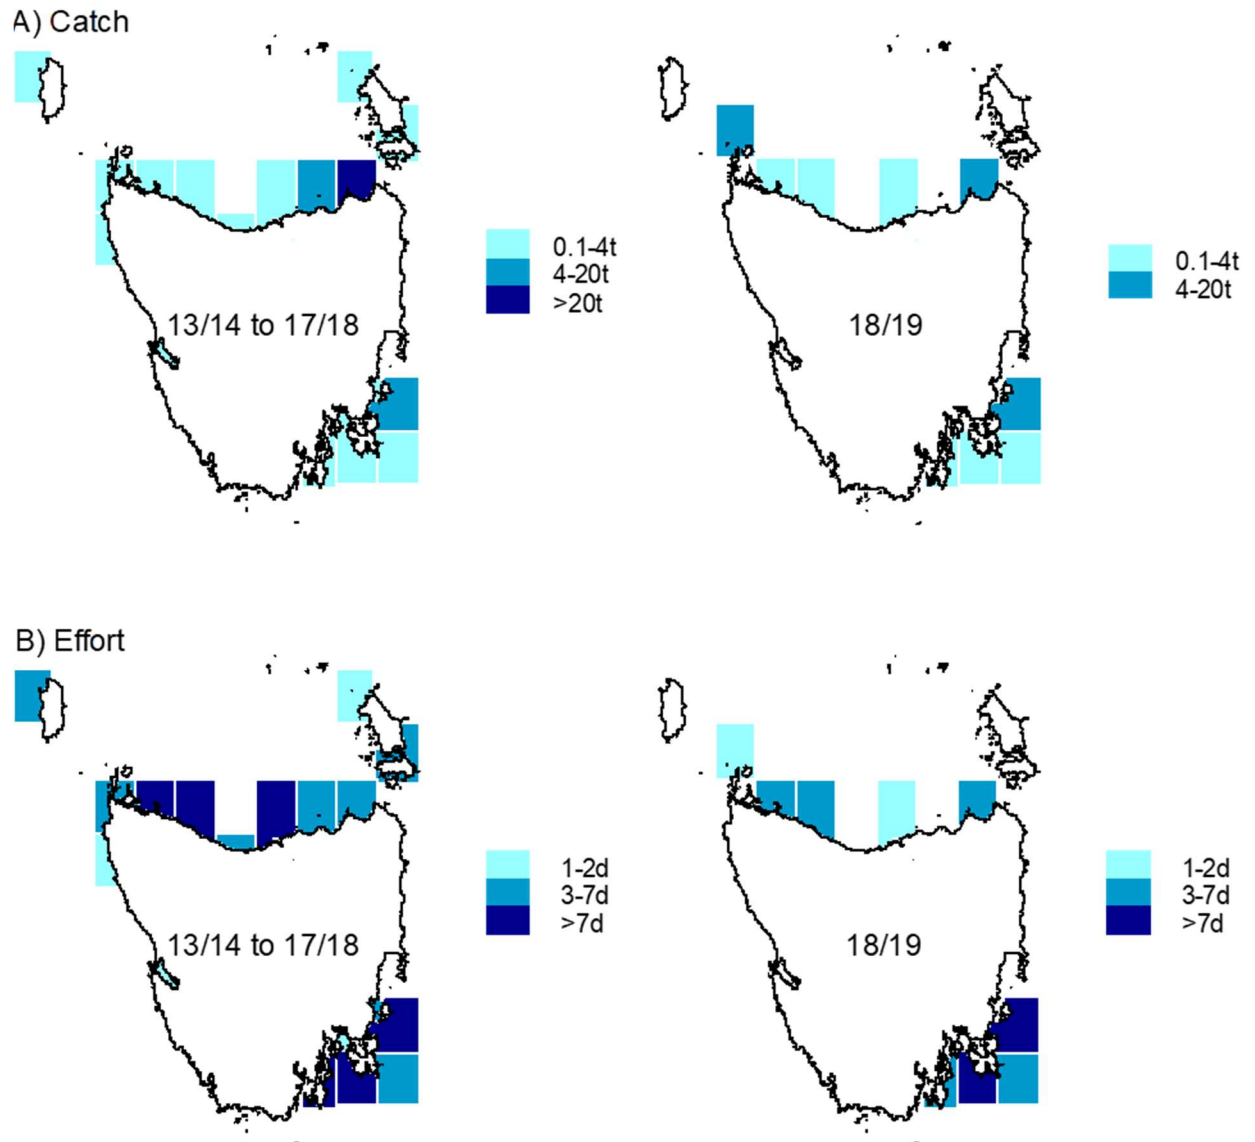 A) Catch
0.1-4t
4-20t
>20t
13/14 to 17/18
0.1-4t
4-20t
18/19
B) Effort
1-2d
3-7d
>7d
13/14 to 17/18
1-2d
3-7d
>7d
18/19